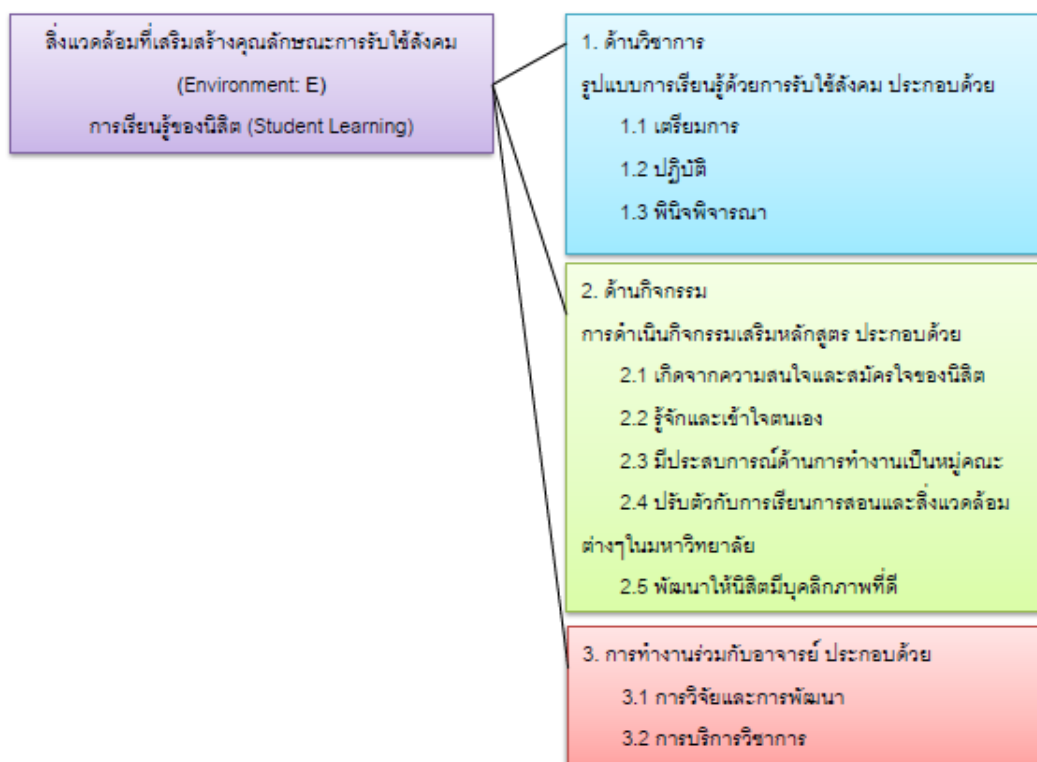 สิ่งแวดล้อมที่เสริมสร้างคุณลักษณะการรับใช้สังคม
(Environment: E)
การเรียนรู้ของนิสิต (Student Learning)
1. ด้านวิชาการ
รูปแบบการเรียนรู้ด้วยการรับใช้สังคม ประกอบด้วย
1.1 เตรียมการ
1.2 ปฏิบัติ
1.3 พินิจพิจารณา
2. ด้านกิจกรรม
การดำเนินกิจกรรมเสริมหลักสูตร ประกอบด้วย
2.1 เกิดจากความสนใจและสมัครใจของนิสิต
2.2 รู้จักและเข้าใจตนเอง
2.3 มีประสบการณ์ด้านการทำงานเป็นหมู่คณะ
2.4 ปรับตัวกับการเรียนการสอนและสิ่งแวดล้อม
ต่างๆในมหาวิทยาลัย
2.5 พัฒนาให้นิสิตมีบุคลิกภาพที่ดี
3. การทำงานร่วมกับอาจารย์ ประกอบด้วย
3.1 การวิจัยและการพัฒนา
3.2 การบริการวิชาการ